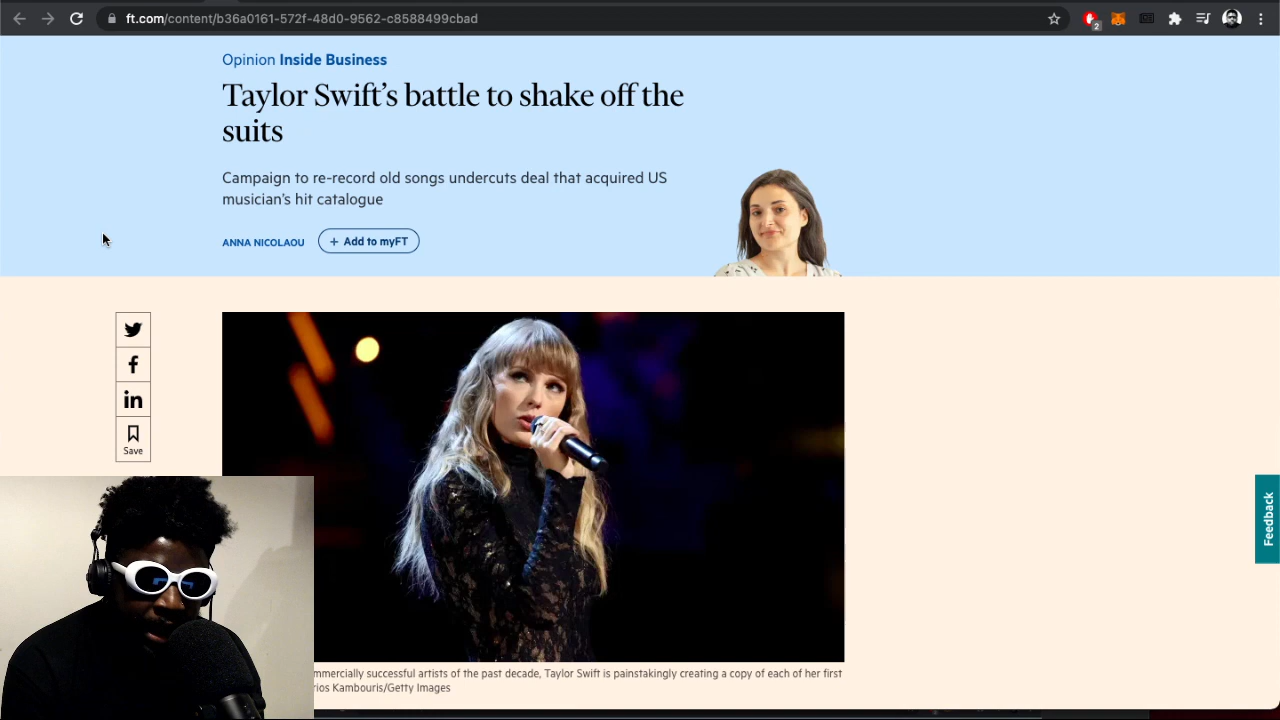 ft.com/content/b36a0161-572f-48d0-9562-c8588499cbad
2
Opinion Inside Business
Taylor Swift’s battle to shake off the
suits
Campaign to re-record old songs undercuts deal that acquired US
musician’s hit catalogue
ANNA NICOLAOU
+ Add to myFT
f
in
Save
Feedback
mmercially successful artists of the past decade, Taylor Swift is painstakingly creating a copy of each of her first
rios Kambouris/Getty Images